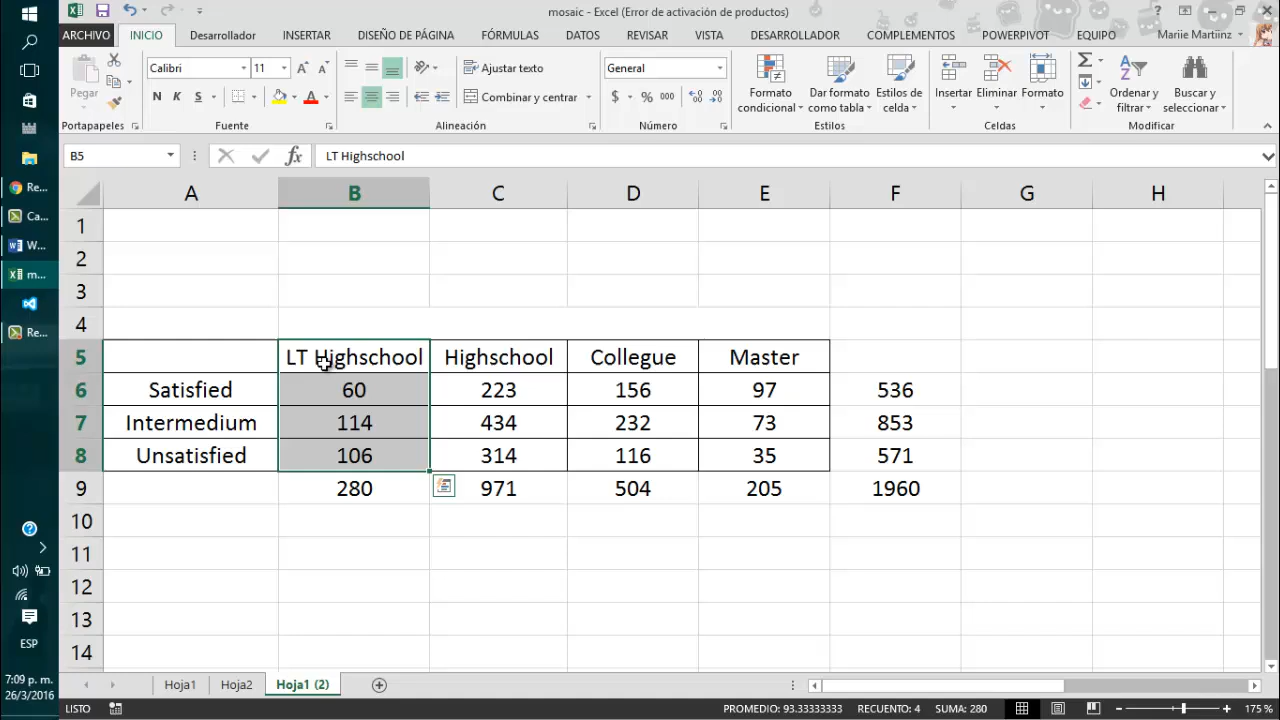 mosaic - Excel (Error de activación de productos)
ARCHIVO INICIO Desarrollador INSERTAR DISEÑO DE PÁGINA FÓRMULAS DATOS REVISAR VISTA DESARROLLADOR COMPLEMENTOS POWERPIVOT EQUIPO Mariie Martiinz
Pegar
Calibri 11
N K S
Ajustar texto
Combinar y centrar
General
$ % 000
Formato condicional
Dar formato como tabla
Estilos de celda
Insertar Eliminar Formato
Ordenar y filtrar
Buscar y seleccionar
Portapapeles Fuente Alineación Número Estilos Celdas Modificar
B5 fx LT Highschool
A B C D E F G H
1
2
3
4
5 LT Highschool Highschool Collegue Master
6 Satisfied 60 223 156 97 536
7 Intermedium 114 434 232 73 853
8 Unsatisfied 106 314 116 35 571
9 280 971 504 205 1960
10
11
12
13
14
Hoja1 Hoja2 Hoja1 (2)
LISTO PROMEDIO: 93.33333333 RECUENTO: 4 SUMA: 280 175 %
Re...
Ca...
W...
m...
Re...
ESP
7:09 p. m.
26/3/2016